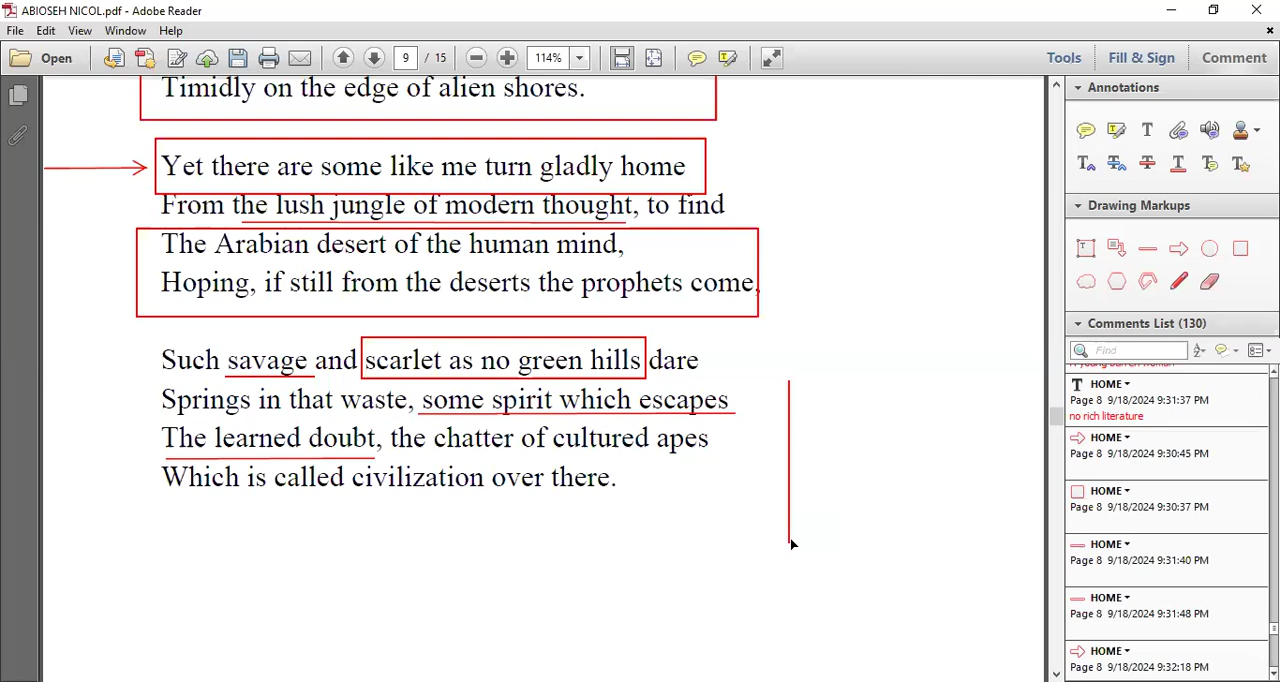 ABIOSEH NICOL.pdf - Adobe Reader
File Edit View Window Help
Open 9 / 15 114% Tools Fill & Sign Comment
Timidly on the edge of alien shores.
Yet there are some like me turn gladly home
From the lush jungle of modern thought, to find
The Arabian desert of the human mind,
Hoping, if still from the deserts the prophets come,
Such savage and scarlet as no green hills dare
Springs in that waste, some spirit which escapes
The learned doubt, the chatter of cultured apes
Which is called civilization over there.
Annotations
Drawing Markups
Comments List (130)
Find
A young barren woman
HOME
Page 8 9/18/2024 9:31:37 PM
no rich literature
HOME
Page 8 9/18/2024 9:30:45 PM
HOME
Page 8 9/18/2024 9:30:37 PM
HOME
Page 8 9/18/2024 9:31:40 PM
HOME
Page 8 9/18/2024 9:31:48 PM
HOME
Page 8 9/18/2024 9:32:18 PM